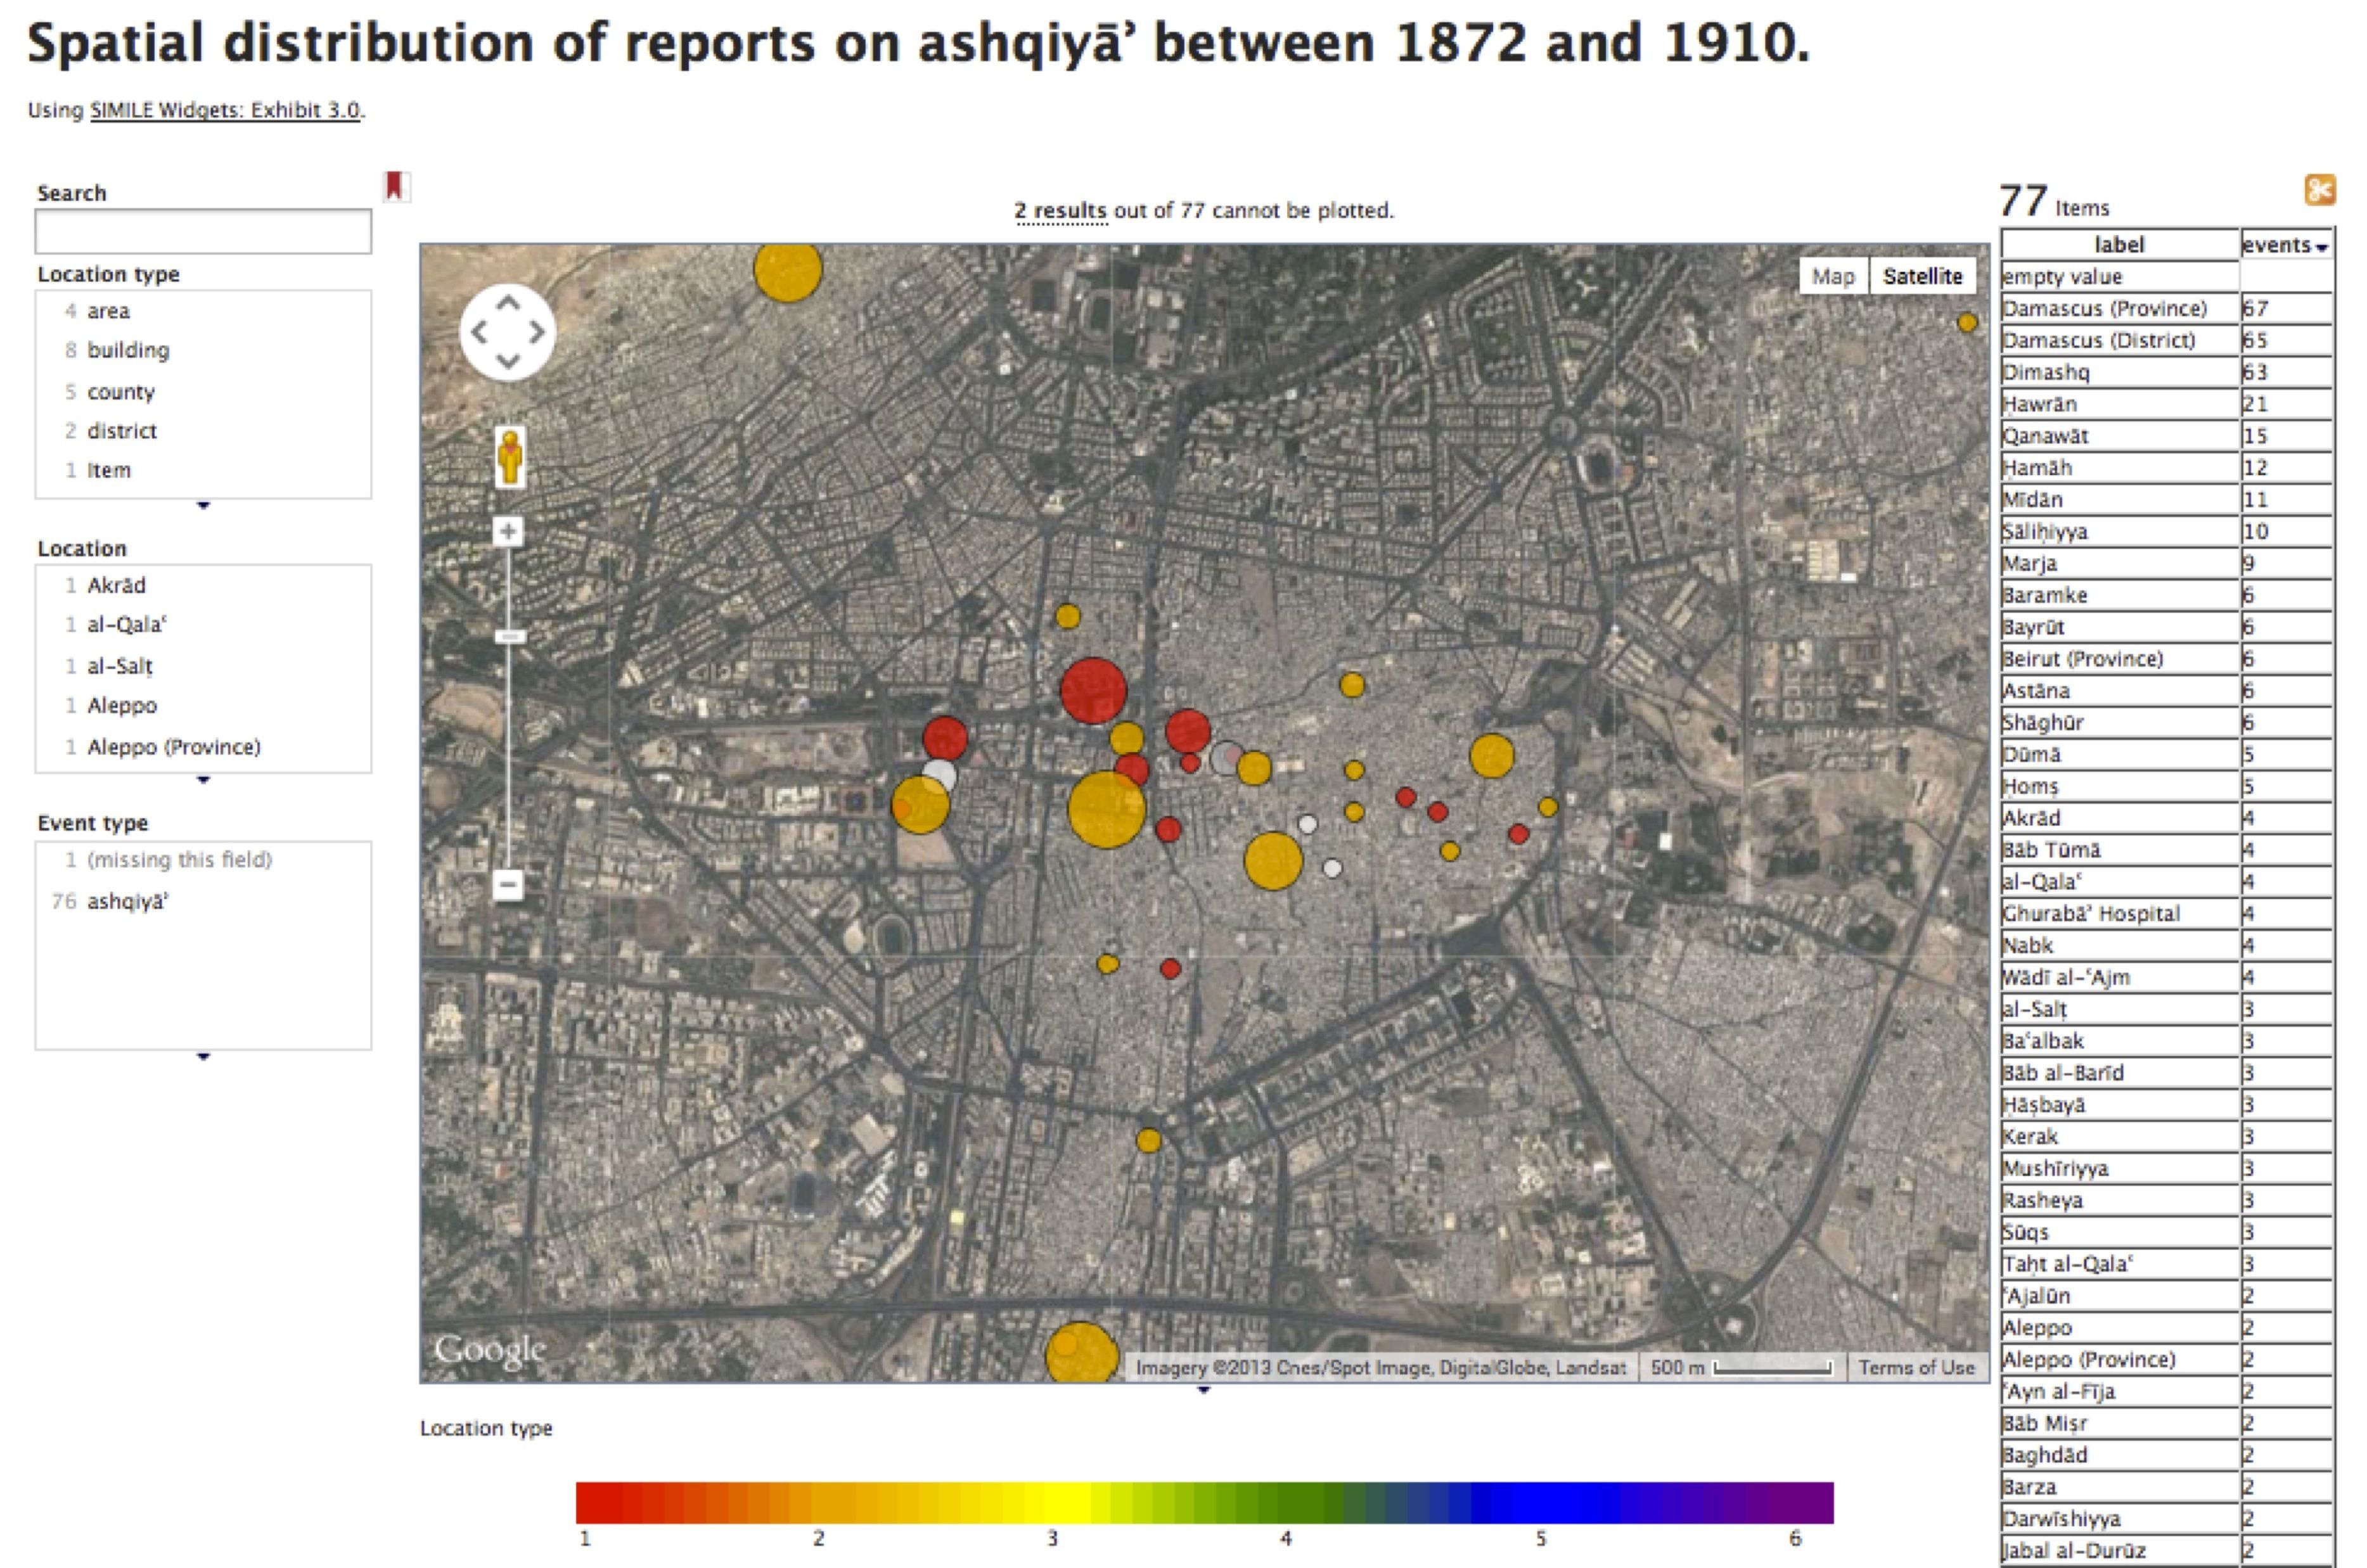 Spatial distribution of reports on ashqiyāʾ between 1872 and 1910.
Using SIMILE Widgets: Exhibit 3.0.
Search
Location type
4 area
8 building
5 county
2 district
1 Item
Location
1 Akrād
1 al-Qalaʿ
1 al-Salṭ
1 Aleppo
1 Aleppo (Province)
Event type
1 (missing this field)
76 ashqiyāʾ
2 results out of 77 cannot be plotted.
Map Satellite
+
−
Google
Imagery ©2013 Cnes/Spot Image, DigitalGlobe, Landsat 500 m Terms of Use
Location type
1 2 3 4 5 6
77 Items
label events
empty value
Damascus (Province) 67
Damascus (District) 65
Dimashq 63
Ḥawrān 21
Qanawāt 15
Ḥamāh 12
Mīdān 11
Ṣāliḥiyya 10
Marja 9
Baramke 6
Bayrūt 6
Beirut (Province) 6
Astāna 6
Shāghūr 6
Dūmā 5
Ḥomṣ 5
Akrād 4
Bāb Tūmā 4
al-Qalaʿ 4
Ghurabāʾ Hospital 4
Nabk 4
Wādī al-ʿAjm 4
al-Salṭ 3
Baʿalbak 3
Bāb al-Barīd 3
Ḥāṣbayā 3
Kerak 3
Mushīriyya 3
Rasheya 3
Sūqs 3
Taḥt al-Qalaʿ 3
ʿAjalūn 2
Aleppo 2
Aleppo (Province) 2
ʿAyn al-Fīja 2
Bāb Miṣr 2
Baghdād 2
Barza 2
Darwīshiyya 2
Jabal al-Durūz 2